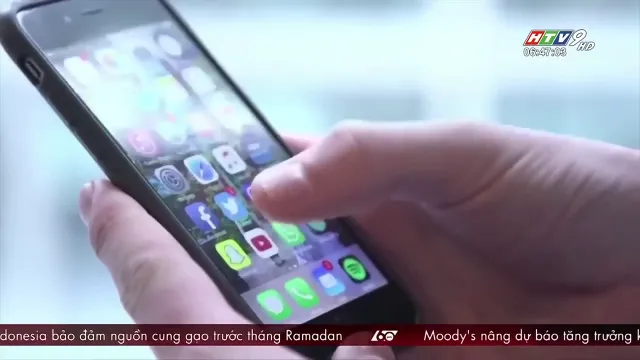 HTV9 HD
06:47:03
donesia bảo đảm nguồn cung gạo trước tháng Ramadan 60 Moody's nâng dự báo tăng trưởng k